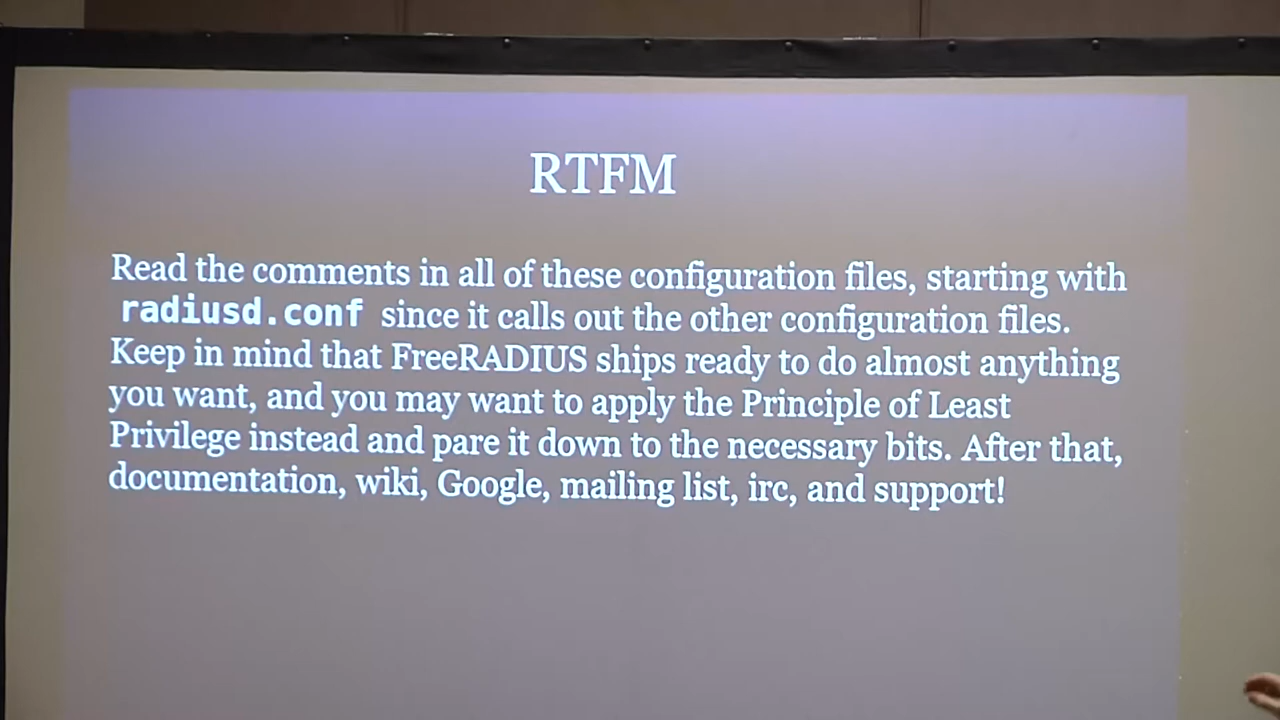 RTFM
Read the comments in all of these configuration files, starting with
radiusd.conf since it calls out the other configuration files.
Keep in mind that FreeRADIUS ships ready to do almost anything
you want, and you may want to apply the Principle of Least
Privilege instead and pare it down to the necessary bits. After that,
documentation, wiki, Google, mailing list, irc, and support!